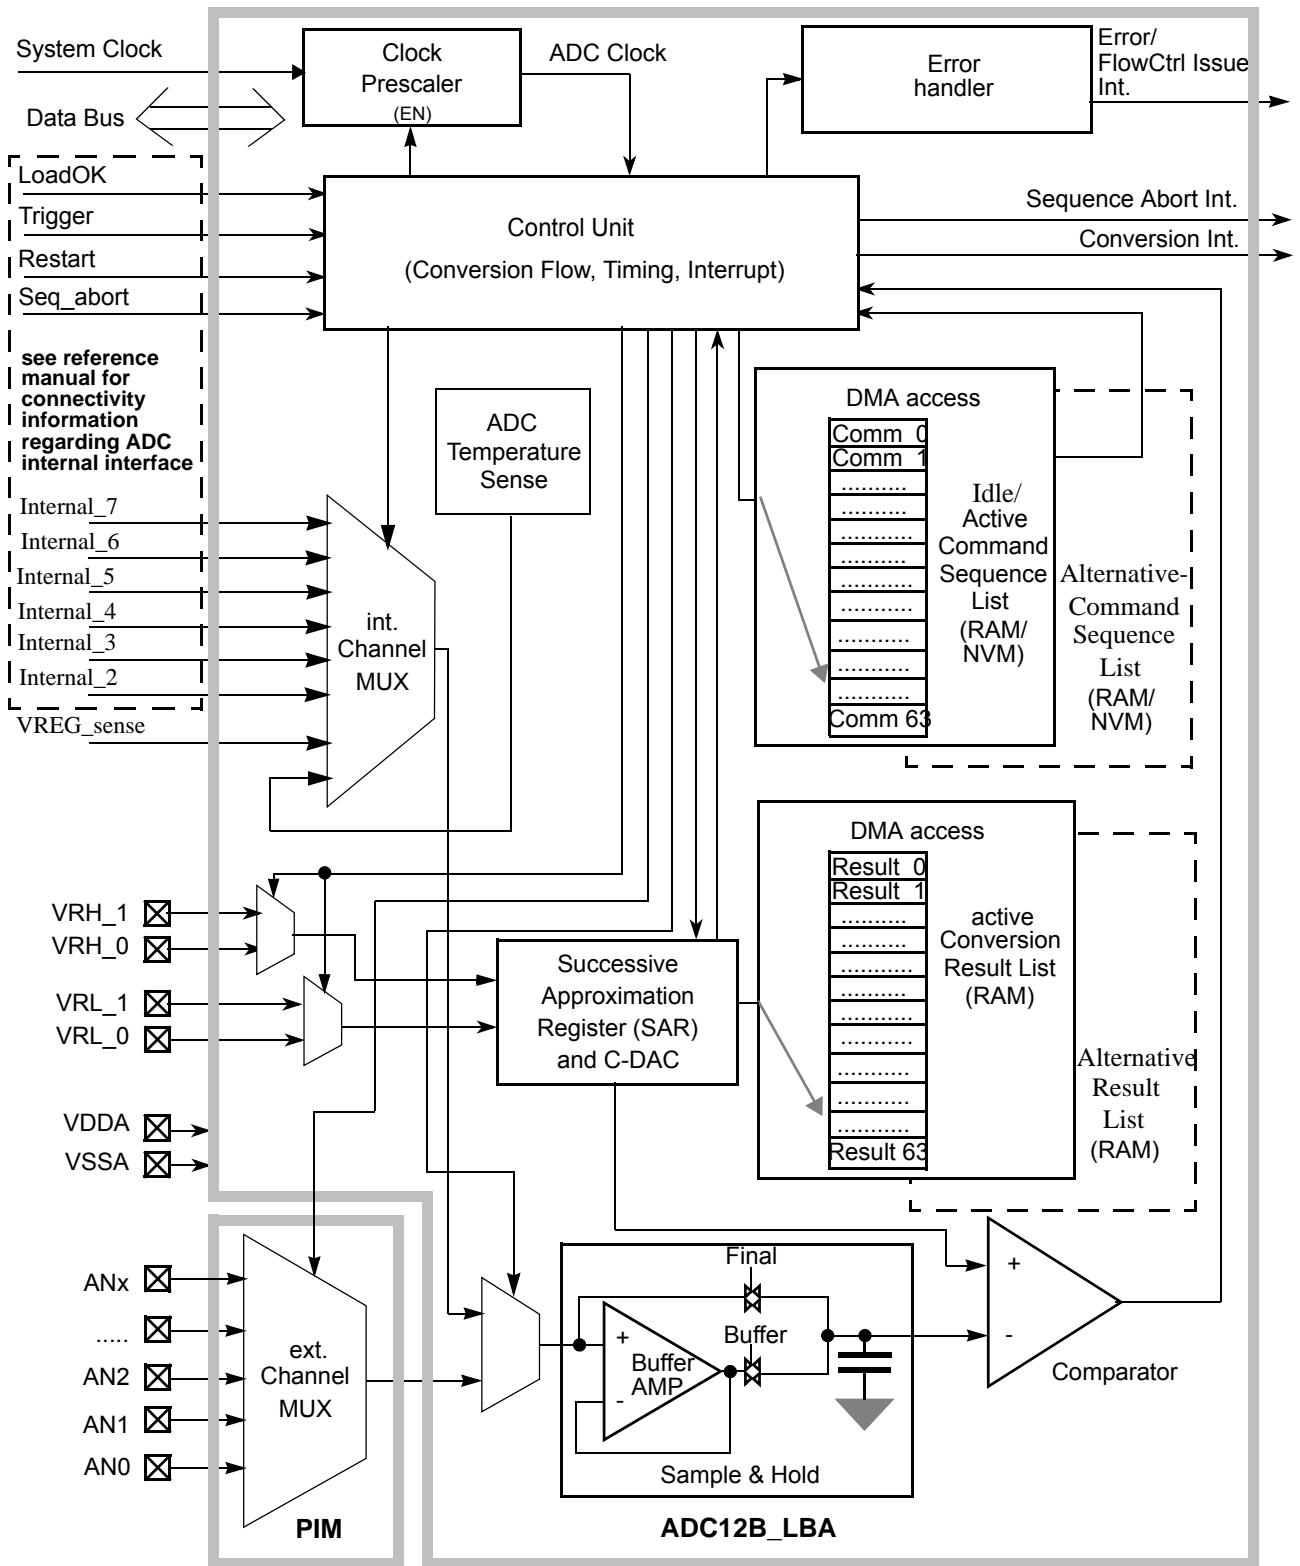 System Clock
Data Bus
Clock
Prescaler
(EN)
ADC Clock
Error
handler
Error/
FlowCtrl Issue
Int.
LoadOK
Trigger
Restart
Seq_abort
Control Unit
(Conversion Flow, Timing, Interrupt)
Sequence Abort Int.
Conversion Int.
see reference
manual for
connectivity
information
regarding ADC
internal interface
Internal_7
Internal_6
Internal_5
Internal_4
Internal_3
Internal_2
VREG_sense
ADC
Temperature
Sense
int.
Channel
MUX
DMA access
Comm 0
Comm 1
..........
..........
...........
...........
...........
...........
...........
...........
...........
Comm 63
Idle/
Active
Command
Sequence
List
(RAM/
NVM)
Alternative-
Command
Sequence
List
(RAM/
NVM)
DMA access
Result 0
Result 1
..........
...........
...........
...........
...........
...........
...........
...........
...........
Result 63
active
Conversion
Result List
(RAM)
Alternative
Result
List
(RAM)
VRH_1
VRH_0
VRL_1
VRL_0
VDDA
VSSA
Successive
Approximation
Register (SAR)
and C-DAC
ANx
.....
AN2
AN1
AN0
ext.
Channel
MUX
PIM
Final
Buffer
+
Buffer
AMP
-
Sample & Hold
+
-
Comparator
ADC12B_LBA